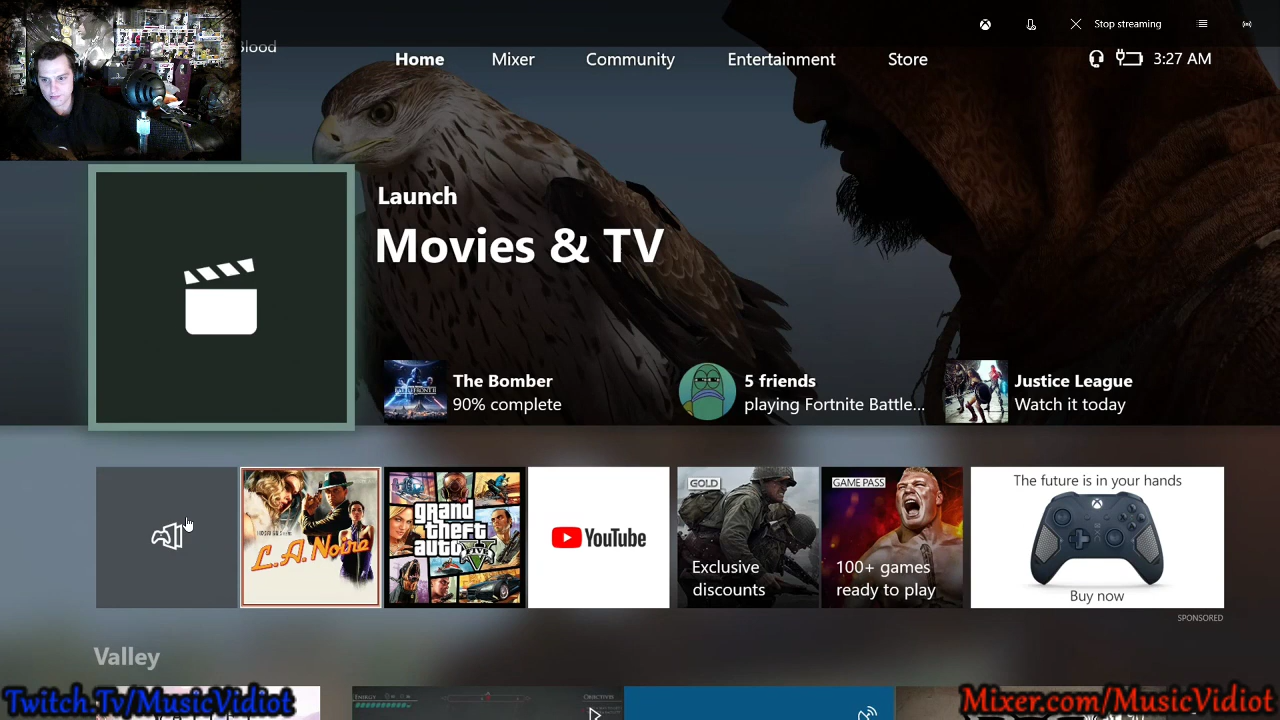 Stop streaming
Blood
Home
Mixer
Community
Entertainment
Store
3:27 AM
Launch
Movies & TV
The Bomber
90% complete
5 friends
playing Fortnite Battle...
Justice League
Watch it today
L.A. Noire
grand
theft
auto
V
YouTube
GOLD
Exclusive
discounts
GAME PASS
100+ games
ready to play
The future is in your hands
Buy now
SPONSORED
Valley
ENERGY
OBJECTIVES
Twitch.Tv/MusicVidiot
Mixer.com/MusicVidiot